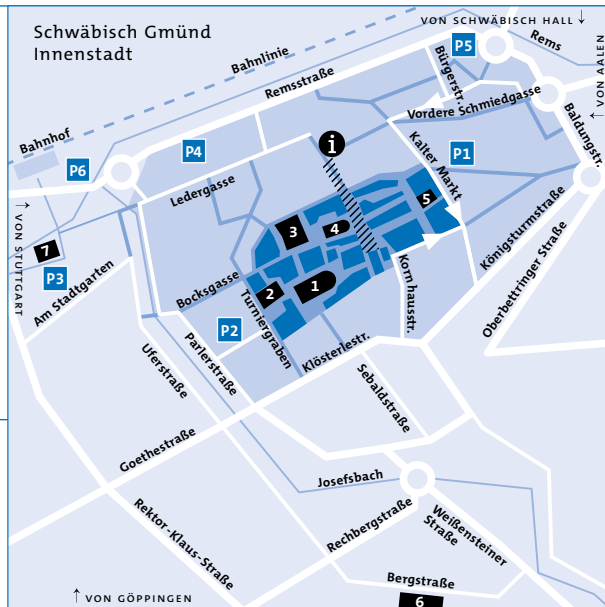 Schwäbisch Gmünd
Innenstadt
VON SCHWÄBISCH HALL ↓
← VON AALEN
Rems
P5
Bahnlinie
Remsstraße
Bürgerstr.
Vordere Schmiedgasse
Baldungstr.
Bahnhof
P6
P4
i
P1
Kalter Markt
Ledergasse
5
3
4
Königsturmstraße
Oberbettringer Straße
↑ VON STUTTGART
7
P3
Am Stadtgarten
Bocksgasse
2
1
Turniergraben
Kornhausstr.
P2
Parlerstraße
Klösterlestr.
Uferstraße
Sebaldstraße
Goethestraße
Josefsbach
Rektor-Klaus-Straße
Rechbergstraße
Weißensteiner
Straße
Bergstraße
6
↑ VON GÖPPINGEN